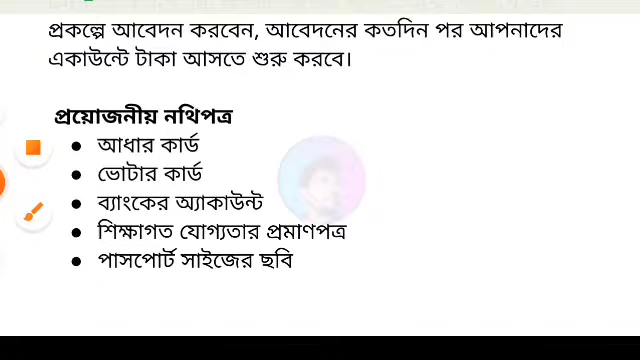 প্রকল্পে আবেদন করবেন, আবেদনের কতদিন পর আপনাদের
একাউন্টে টাকা আসতে শুরু করবে।
প্রয়োজনীয় নথিপত্র
● আধার কার্ড
● ভোটার কার্ড
● ব্যাংকের অ্যাকাউন্ট
● শিক্ষাগত যোগ্যতার প্রমাণপত্র
● পাসপোর্ট সাইজের ছবি